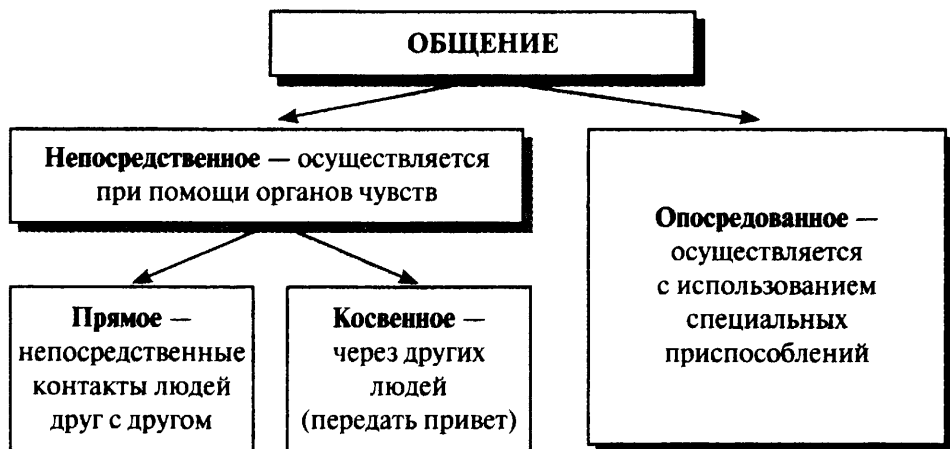 ОБЩЕНИЕ
Непосредственное — осуществляется
при помощи органов чувств
Опосредованное —
осуществляется
с использованием
специальных
приспособлений
Прямое —
непосредственные
контакты людей
друг с другом
Косвенное —
через других
людей
(передать привет)